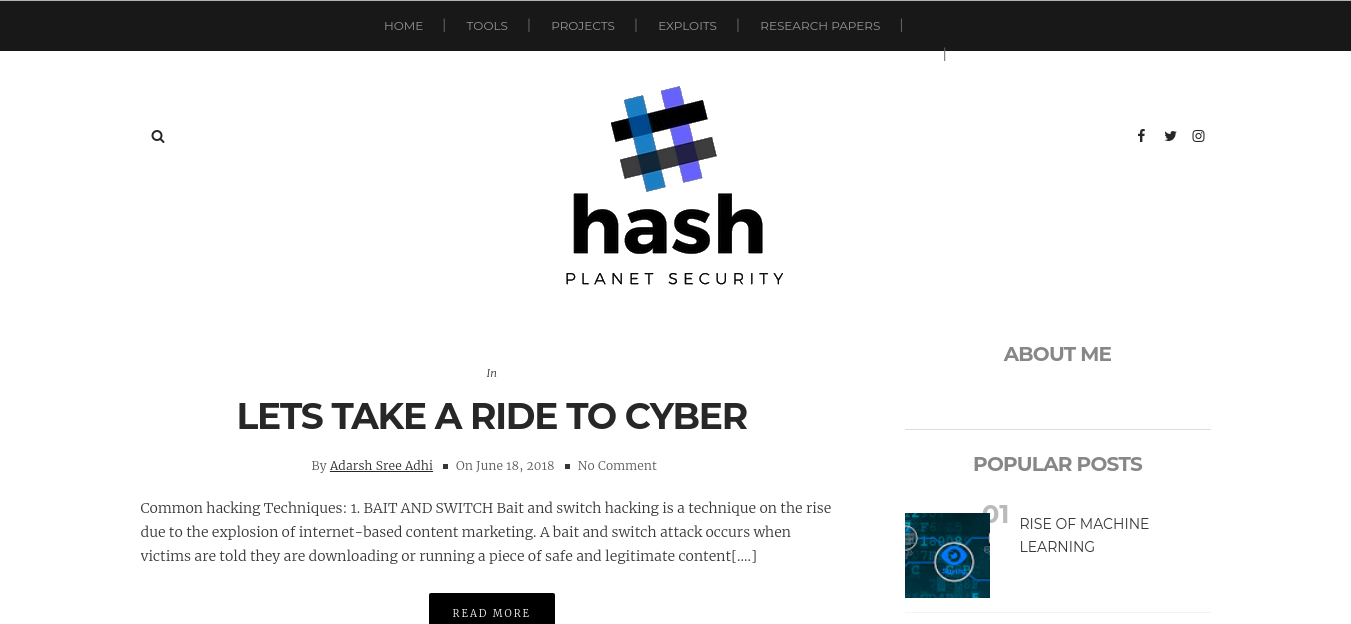 HOME | TOOLS | PROJECTS | EXPLOITS | RESEARCH PAPERS |
hash
PLANET SECURITY
In
LETS TAKE A RIDE TO CYBER
By Adarsh Sree Adhi ▪ On June 18, 2018 ▪ No Comment
Common hacking Techniques: 1. BAIT AND SWITCH Bait and switch hacking is a technique on the rise
due to the explosion of internet-based content marketing. A bait and switch attack occurs when
victims are told they are downloading or running a piece of safe and legitimate content[....]
READ MORE
ABOUT ME
POPULAR POSTS
01
RISE OF MACHINE
LEARNING